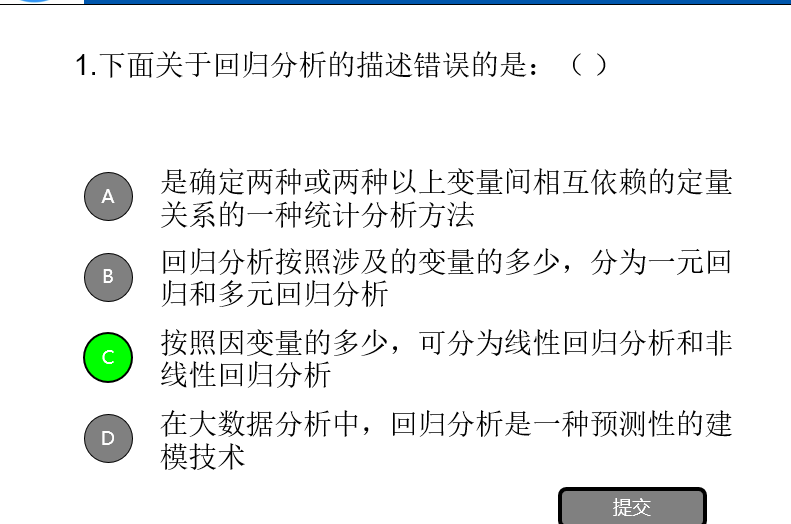 1.下面关于回归分析的描述错误的是：（ ）
A
是确定两种或两种以上变量间相互依赖的定量
关系的一种统计分析方法
B
回归分析按照涉及的变量的多少，分为一元回
归和多元回归分析
C
按照因变量的多少，可分为线性回归分析和非
线性回归分析
D
在大数据分析中，回归分析是一种预测性的建
模技术
提交